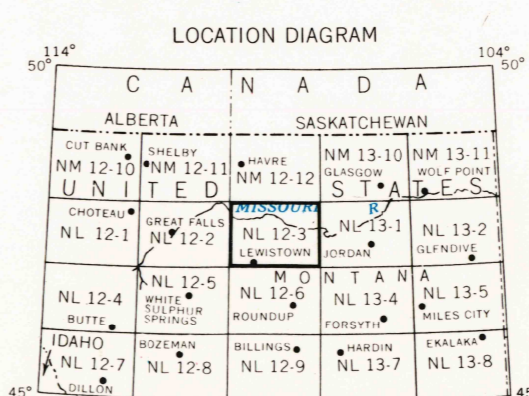 LOCATION DIAGRAM
114° 104°
50° 50°
CANADA
ALBERTA SASKATCHEWAN
CUT BANK SHELBY HAVRE NM 13-10 NM 13-11
NM 12-10 NM 12-11 NM 12-12 GLASGOW WOLF POINT
UNITED STATES
MISSOURI R
CHOTEAU GREAT FALLS NL 12-3 NL 13-1 NL 13-2
NL 12-1 NL 12-2 LEWISTOWN JORDAN GLENDIVE
MONTANA
NL 12-4 NL 12-5 NL 12-6 NL 13-4 NL 13-5
BUTTE WHITE SULPHUR SPRINGS ROUNDUP FORSYTH MILES CITY
IDAHO BOZEMAN BILLINGS HARDIN EKALAKA
NL 12-7 NL 12-8 NL 12-9 NL 13-7 NL 13-8
DILLON
45° 45